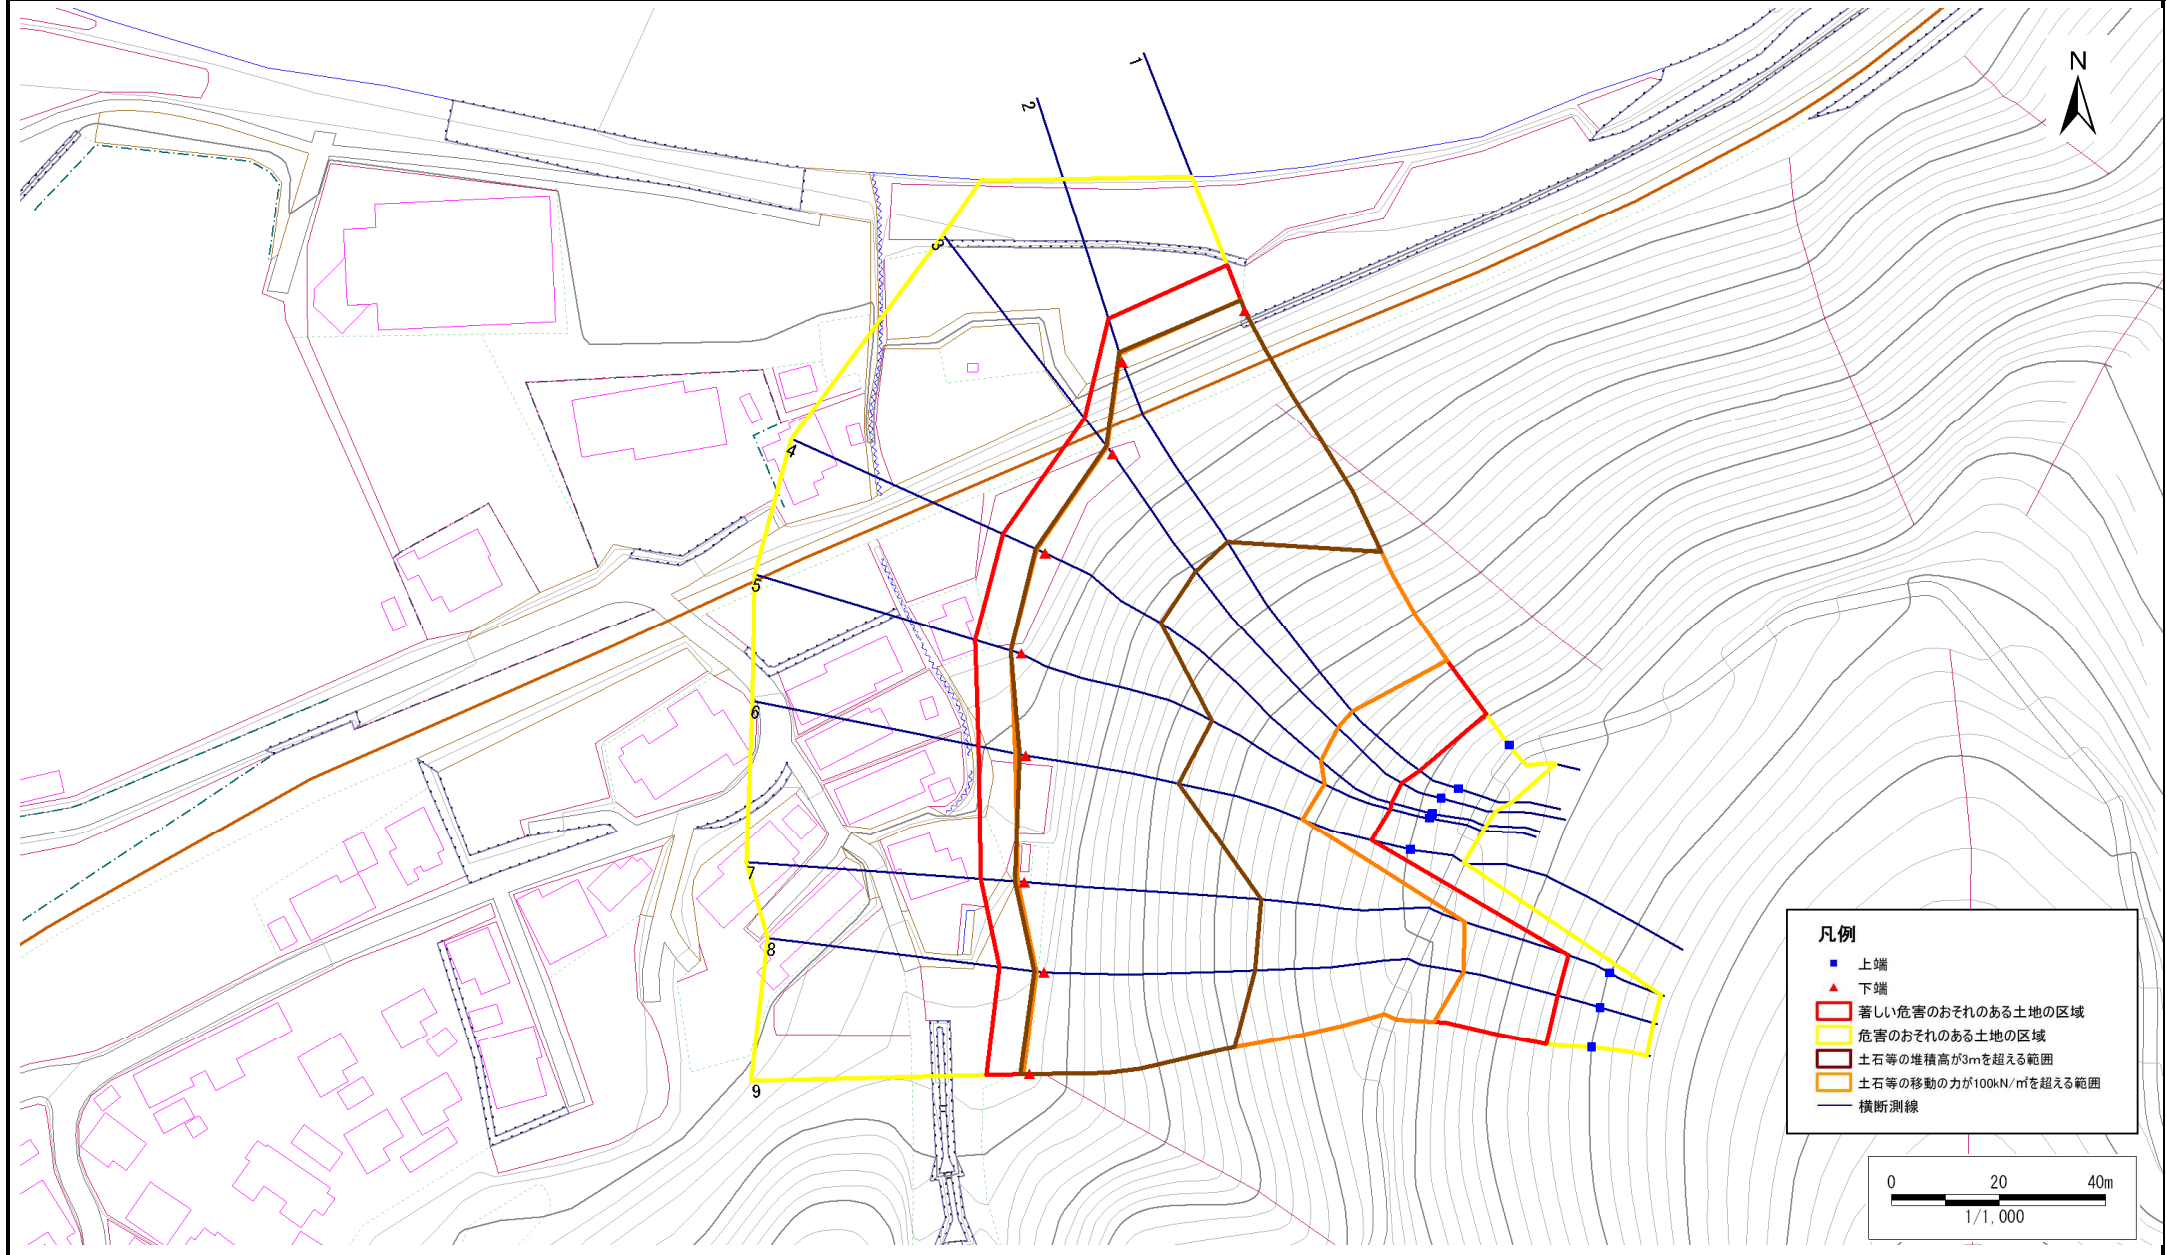 1
2
N
3
4
5
6
7
8
9
凡例
上端
下端
著しい危害のおそれのある土地の区域
危害のおそれのある土地の区域
土石等の堆積高が3mを超える範囲
土石等の移動の力が100kN/㎡を超える範囲
横断測線
0 20 40m
1/1,000